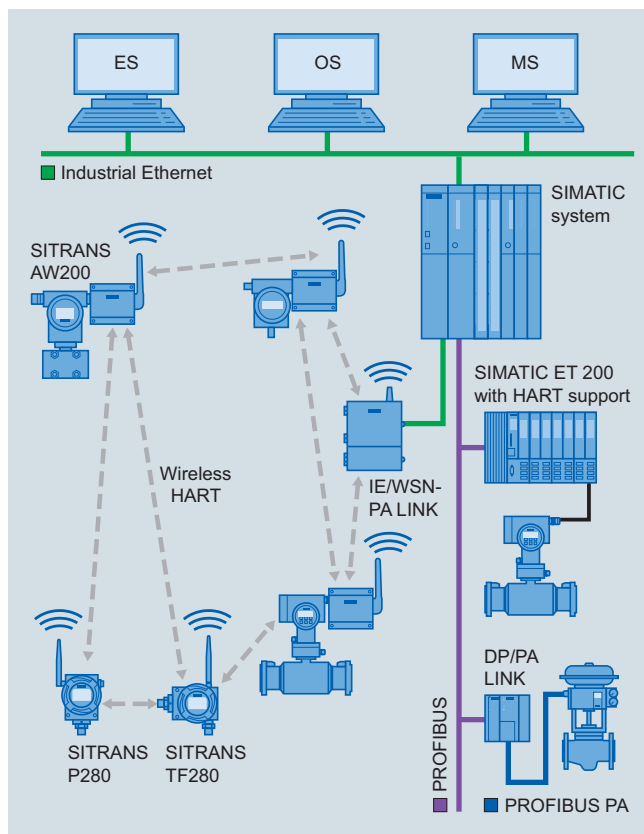 ES
OS
MS
Industrial Ethernet
SIMATIC
system
SITRANS
AW200
SIMATIC ET 200
with HART support
Wireless
HART
IE/WSN-
PA LINK
DP/PA
LINK
SITRANS
P280
SITRANS
TF280
PROFIBUS
PROFIBUS PA